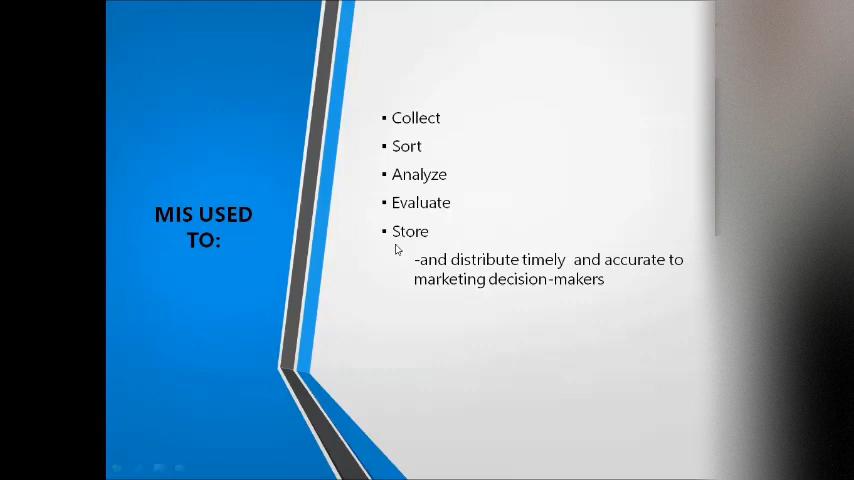 MIS USED
TO:
▪ Collect
▪ Sort
▪ Analyze
▪ Evaluate
▪ Store
-and distribute timely  and accurate to
marketing decision-makers